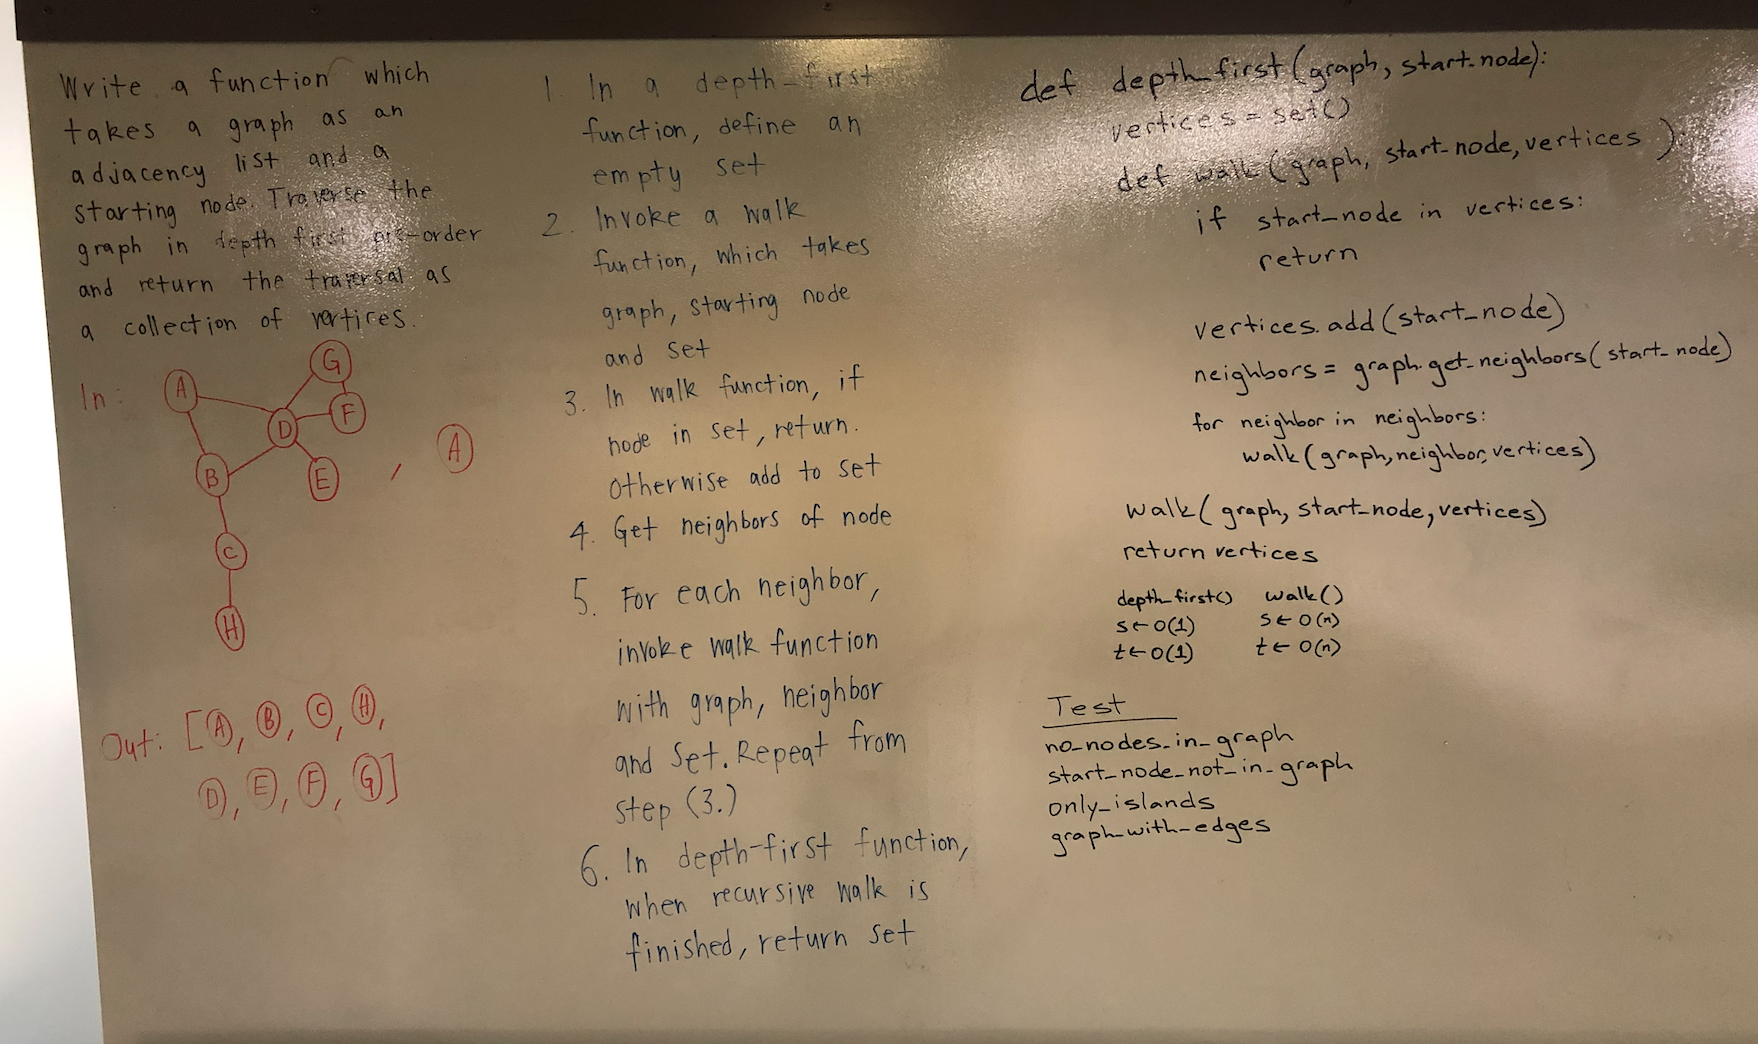 Write a function which
takes a graph as an
adjacency list and a
starting node. Traverse the
graph in depth first pre-order
and return the traversal as
a collection of vertices.
In:
A
G
D
F
B
E
, A
C
H
Out: [A, B, C, H,
D, E, F, G]
1. In a depth-first
function, define an
empty set
2. Invoke a walk
function, which takes
graph, starting node
and set
3. In walk function, if
node in set, return.
otherwise add to set
4. Get neighbors of node
5. For each neighbor,
invoke walk function
with graph, neighbor
and set. Repeat from
step (3.)
6. In depth-first function,
when recursive walk is
finished, return set
def depth_first(graph, start_node):
vertices = set()
def walk(graph, start_node, vertices):
if start_node in vertices:
return
vertices.add(start_node)
neighbors = graph.get_neighbors(start_node)
for neighbor in neighbors:
walk(graph, neighbor, vertices)
walk(graph, start_node, vertices)
return vertices
depth_first() walk()
s ← O(1) s ← O(n)
t ← O(1) t ← O(n)
Test
no_nodes_in_graph
start_node_not_in_graph
only_islands
graph_with_edges